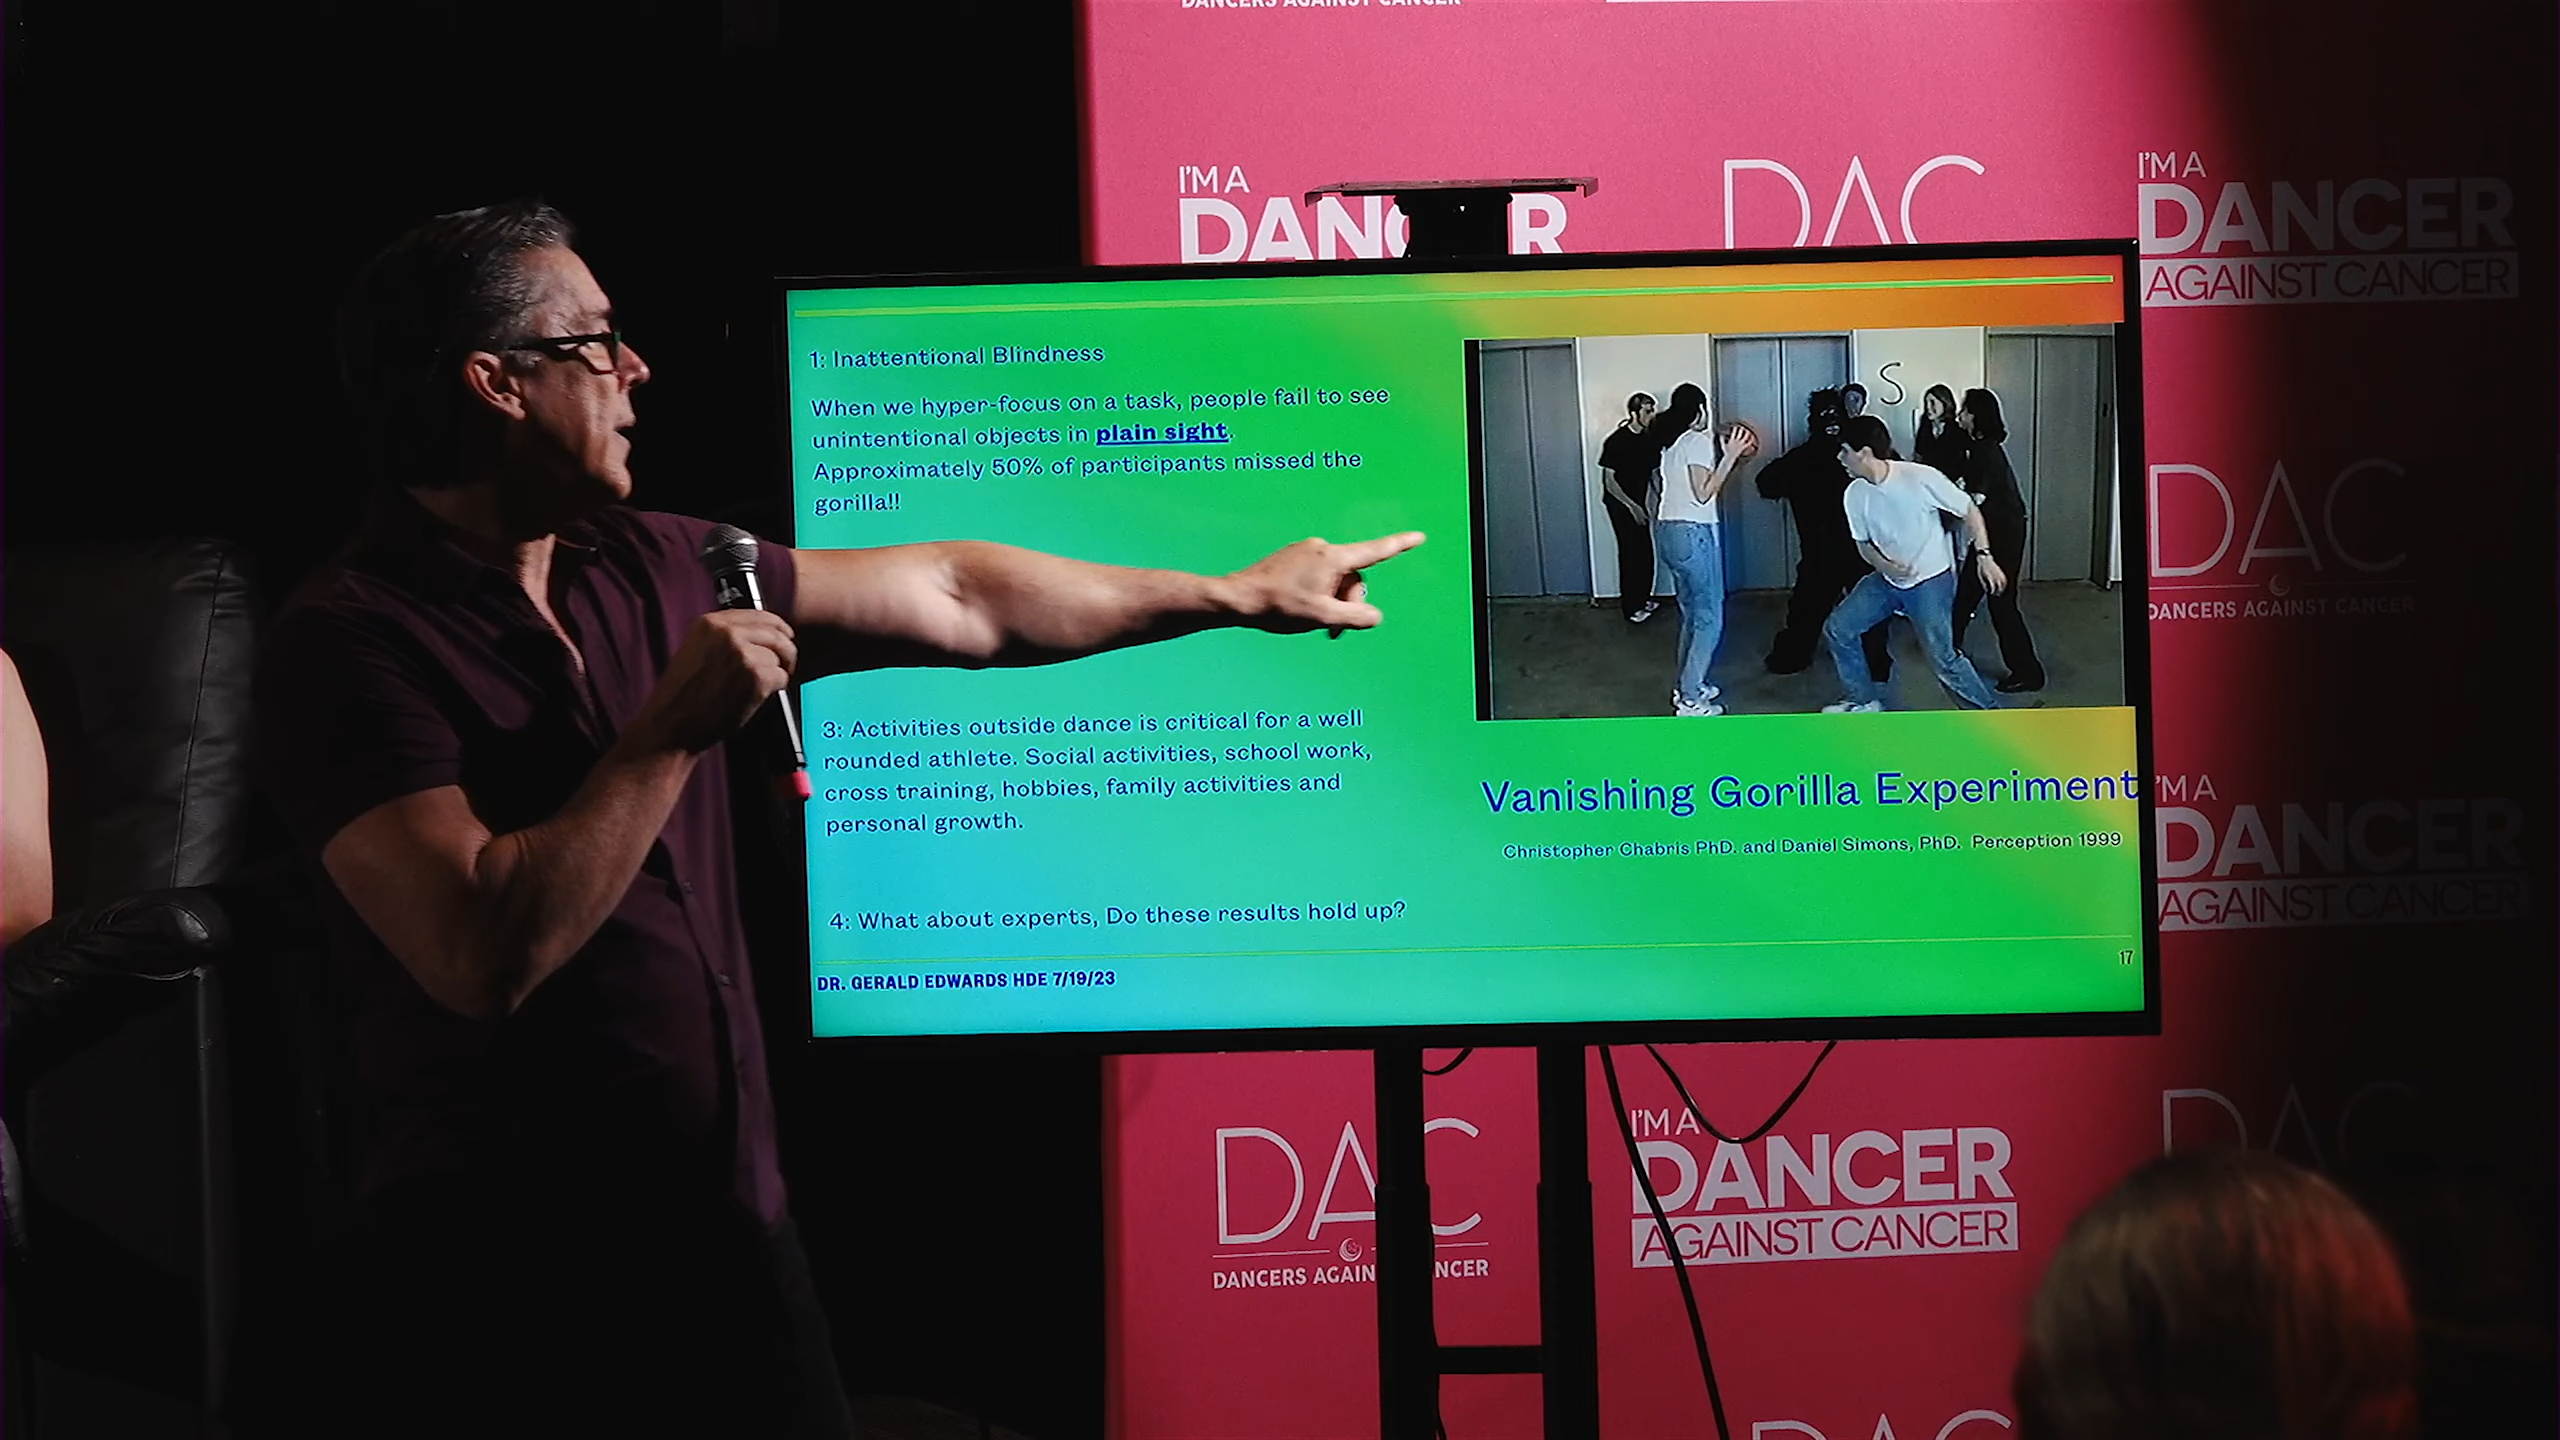 DANCERS AGAINST CANCER
I'M A
DAN R
DAC
I'M A
DANCER
AGAINST CANCER
1: Inattentional Blindness
When we hyper-focus on a task, people fail to see
unintentional objects in plain sight.
Approximately 50% of participants missed the
gorilla!!
S
3: Activities outside dance is critical for a well
rounded athlete. Social activities, school work,
cross training, hobbies, family activities and
personal growth.
Vanishing Gorilla Experiment
Christopher Chabris PhD. and Daniel Simons, PhD. Perception 1999
4: What about experts, Do these results hold up?
17
DR. GERALD EDWARDS HDE 7/19/23
DAC
DANCERS AGAINST CANCER
I'M A
DANCER
AGAINST CANCER
DAC
DANCERS AGAIN NCER
I'M A
DANCER
AGAINST CANCER
DAC
DAC